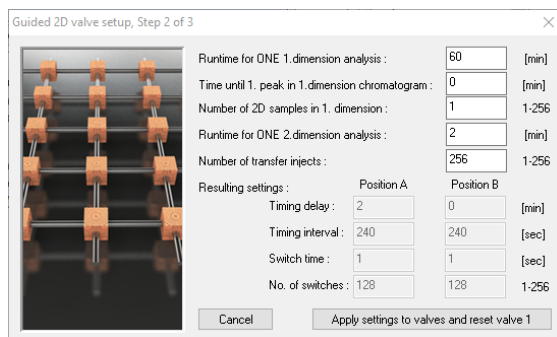 Guided 2D valve setup, Step 2 of 3
Runtime for ONE 1.dimension analysis : 60 [min]
Time until 1. peak in 1.dimension chromatogram : 0 [min]
Number of 2D samples in 1. dimension : 1 1-256
Runtime for ONE 2.dimension analysis : 2 [min]
Number of transfer injects : 256 1-256
Resulting settings : Position A Position B
Timing delay : 2 0 [min]
Timing interval : 240 240 [sec]
Switch time : 1 1 [sec]
No. of switches : 128 128 1-256
Cancel Apply settings to valves and reset valve 1